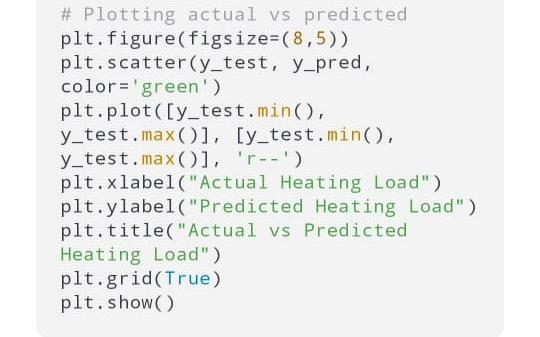 # Plotting actual vs predicted
plt.figure(figsize=(8,5))
plt.scatter(y_test, y_pred,
color='green')
plt.plot([y_test.min(),
y_test.max()], [y_test.min(),
y_test.max()], 'r--')
plt.xlabel("Actual Heating Load")
plt.ylabel("Predicted Heating Load")
plt.title("Actual vs Predicted
Heating Load")
plt.grid(True)
plt.show()